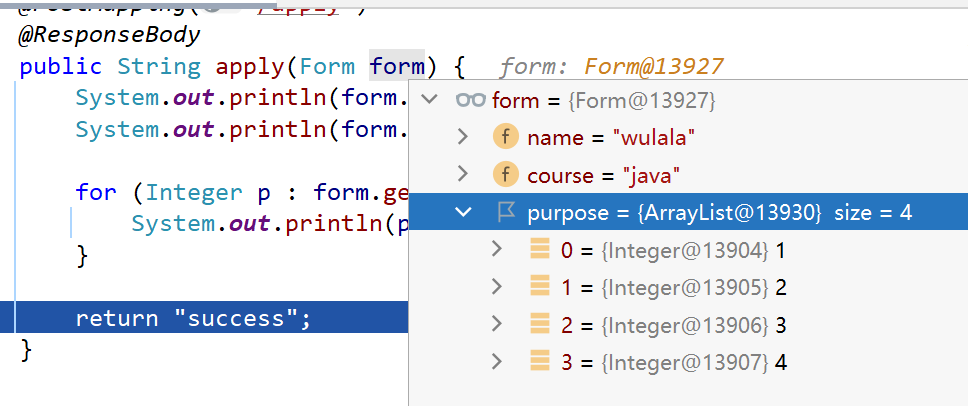 @PostMapping( "/apply")
@ResponseBody
public String apply(Form form) {   form: Form@13927
System.out.println(form.
System.out.println(form.
for (Integer p : form.ge
System.out.println(p
}
return "success";
}
form = {Form@13927}
f name = "wulala"
f course = "java"
purpose = {ArrayList@13930}  size = 4
0 = {Integer@13904} 1
1 = {Integer@13905} 2
2 = {Integer@13906} 3
3 = {Integer@13907} 4